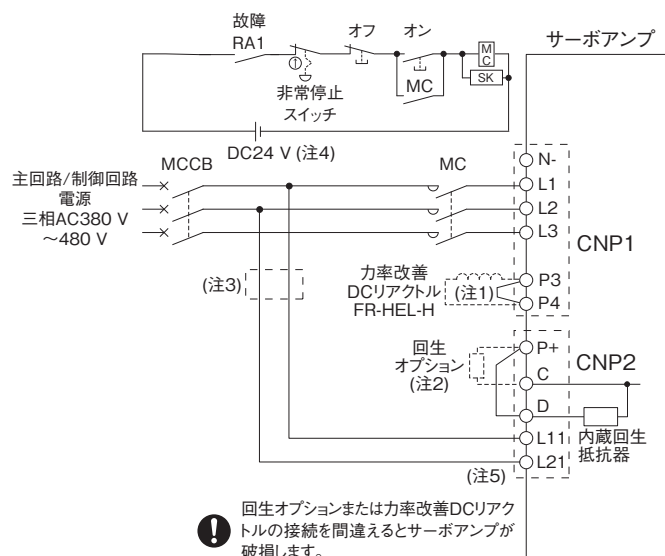 故障
RA1
オフ
オン
M
C
SK
MC
サーボアンプ
非常停止
スイッチ
DC24 V (注4)
MCCB
MC
主回路/制御回路
電源
三相AC380 V
~480 V
N-
L1
L2
L3
CNP1
(注3)
力率改善
DCリアクトル
FR-HEL-H
(注1)
P3
P4
回生
オプション
(注2)
P+
CNP2
C
D
内蔵回生
抵抗器
L11
L21
(注5)
回生オプションまたは力率改善DCリアク
トルの接続を間違えるとサーボアンプが
破損します。